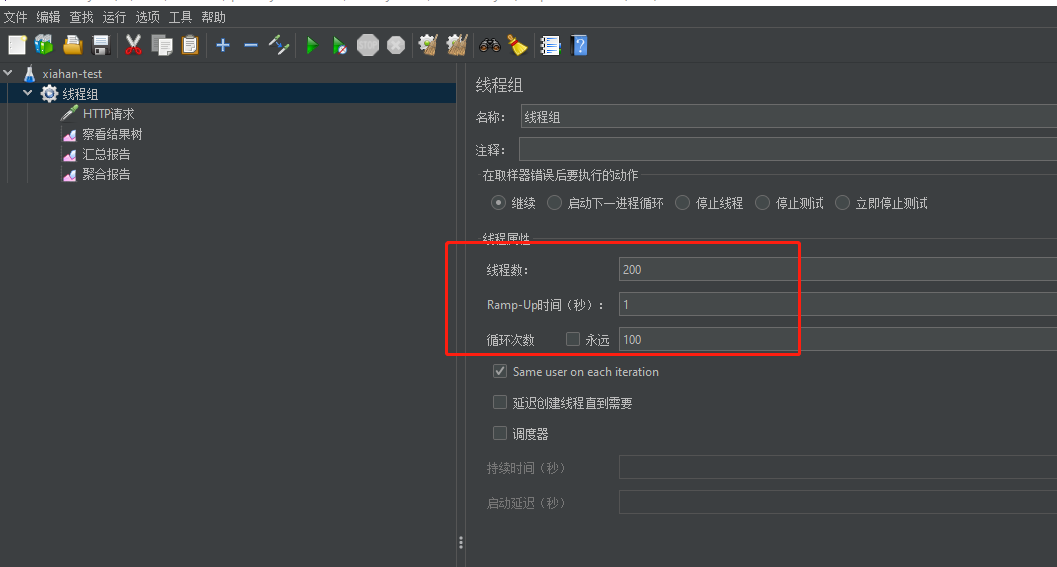 文件 编辑 查找 运行 选项 工具 帮助
xiahan-test
线程组
HTTP请求
察看结果树
汇总报告
聚合报告
线程组
名称： 线程组
注释：
在取样器错误后要执行的动作
继续 启动下一进程循环 停止线程 停止测试 立即停止测试
线程属性
线程数： 200
Ramp-Up时间（秒）： 1
循环次数 永远 100
Same user on each iteration
延迟创建线程直到需要
调度器
持续时间（秒）
启动延迟（秒）